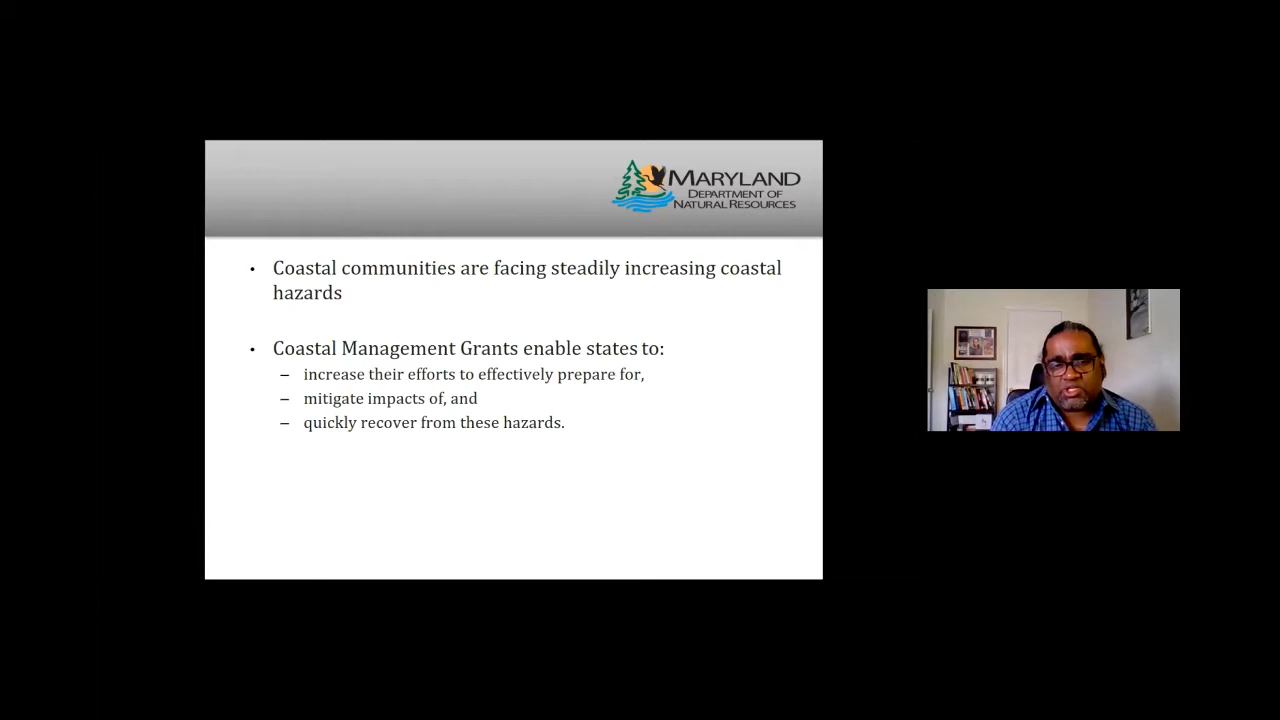 MARYLAND
DEPARTMENT OF
NATURAL RESOURCES
• Coastal communities are facing steadily increasing coastal
hazards
• Coastal Management Grants enable states to:
– increase their efforts to effectively prepare for,
– mitigate impacts of, and
– quickly recover from these hazards.